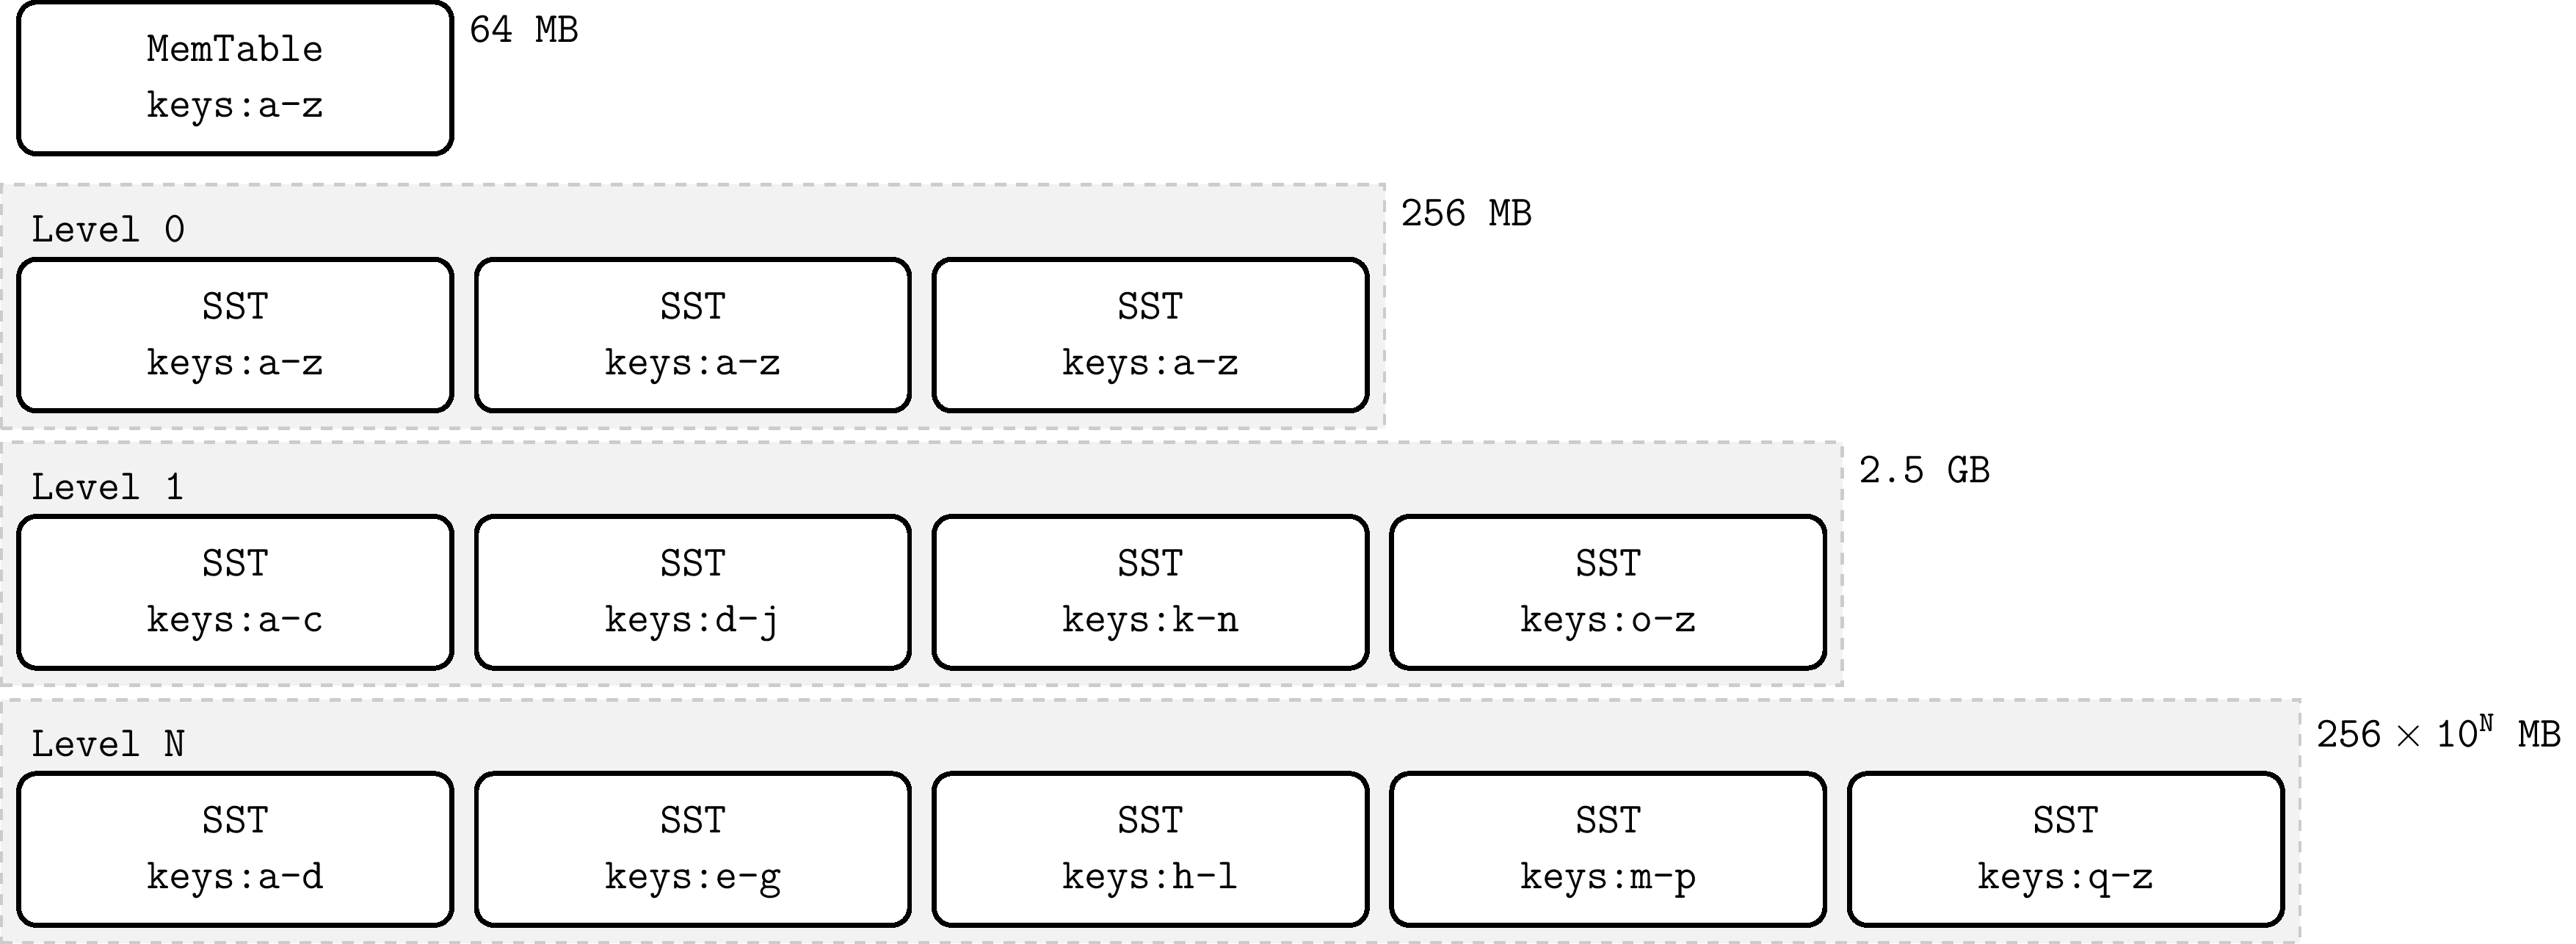 MemTable
keys:a-z
64 MB
Level 0
256 MB
SST
keys:a-z
SST
keys:a-z
SST
keys:a-z
Level 1
2.5 GB
SST
keys:a-c
SST
keys:d-j
SST
keys:k-n
SST
keys:o-z
Level N
256 × 10ᴺ MB
SST
keys:a-d
SST
keys:e-g
SST
keys:h-l
SST
keys:m-p
SST
keys:q-z